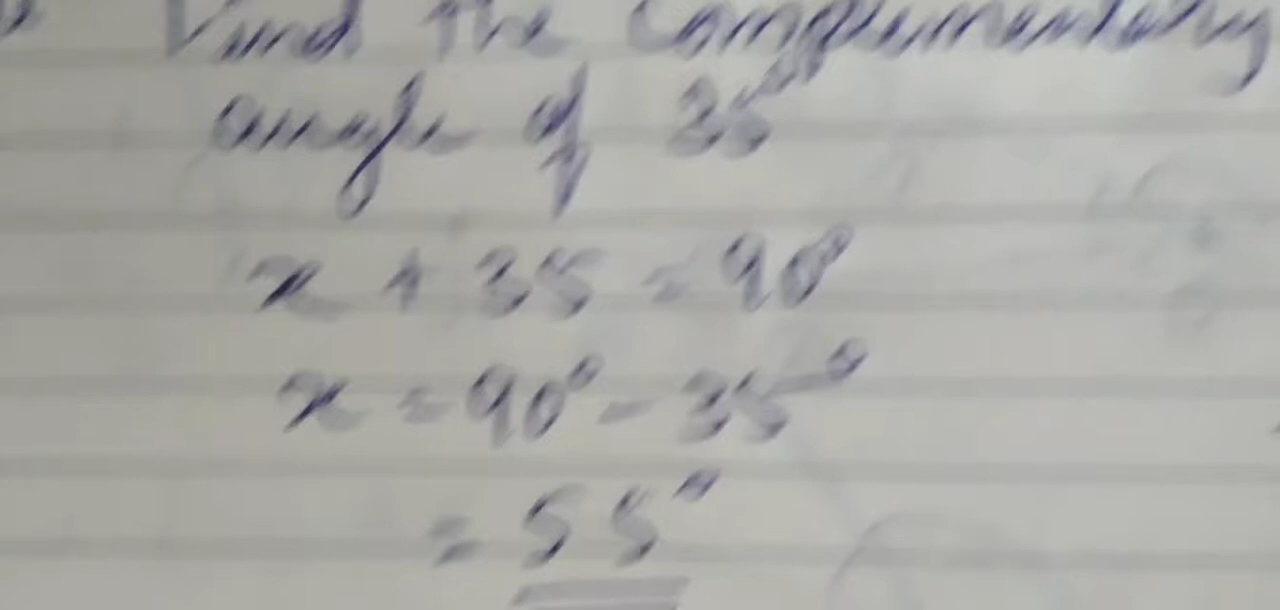 Find the Complementary
angle of 35°
x + 35 = 90°
x = 90° - 35°
= 55°